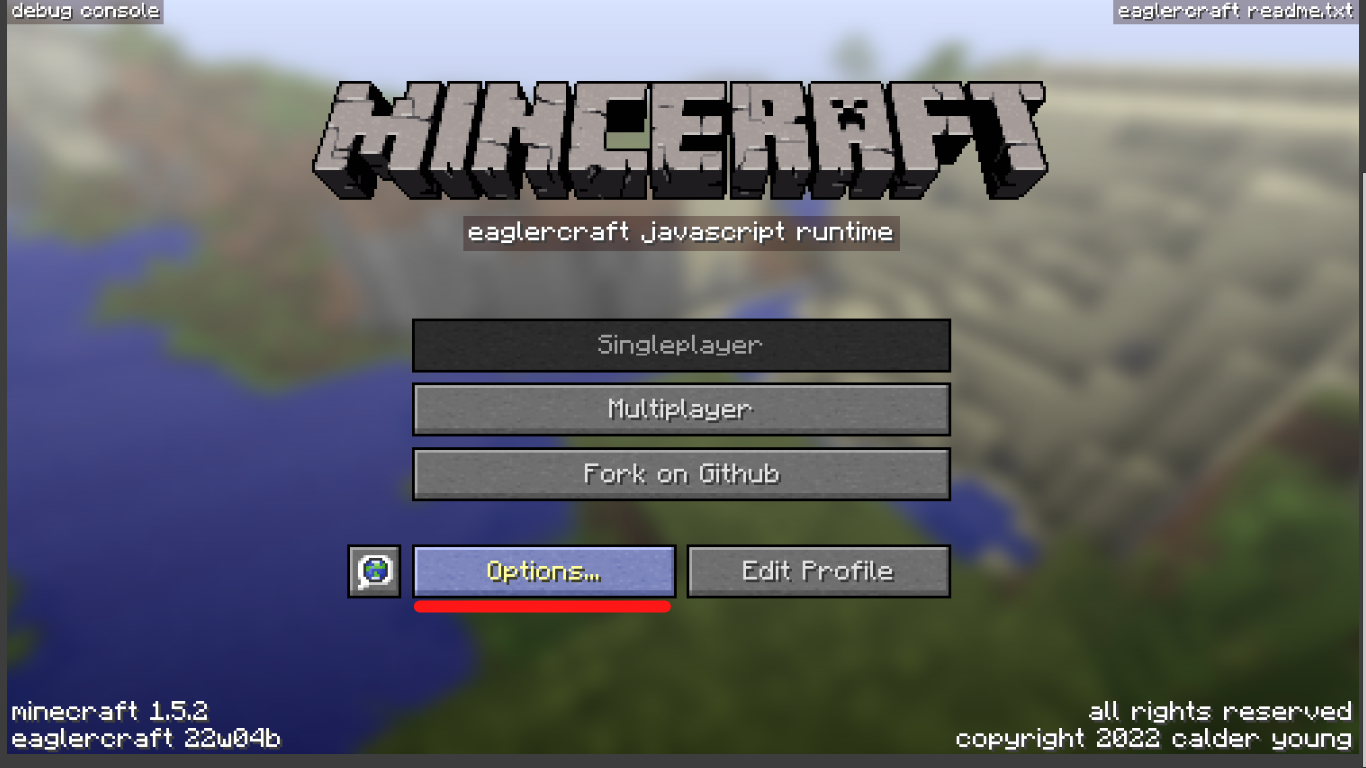 debug console
eaglercraft readme.txt
MINCERAFT
eaglercraft javascript runtime
Singleplayer
Multiplayer
Fork on Github
Options...
Edit Profile
minecraft 1.5.2
all rights reserved
eaglercraft 22w04b
copyright 2022 calder young